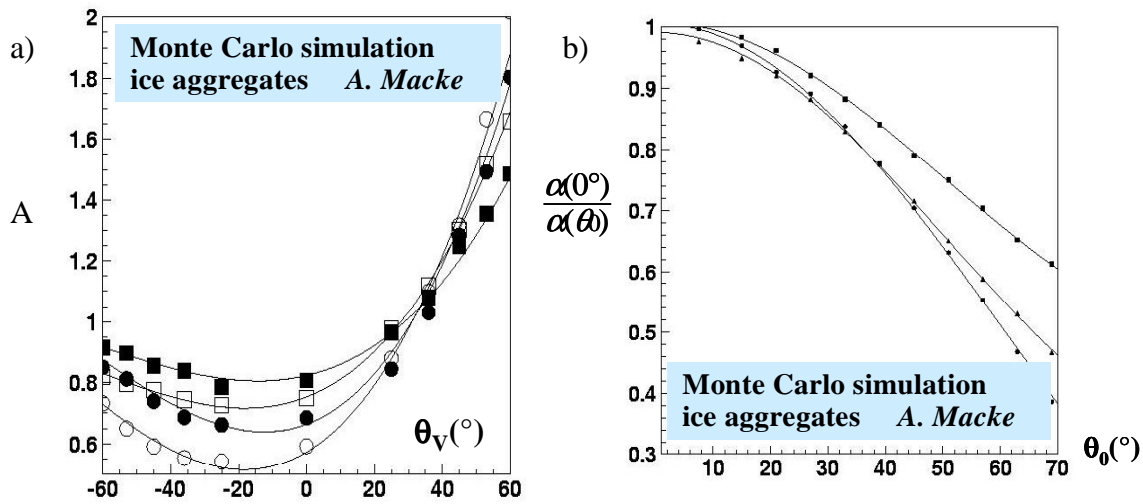 a)
Monte Carlo simulation
ice aggregates A. Macke
A
2
1.8
1.6
1.4
1.2
1
0.8
0.6
-60 -40 -20 0 20 40 60
θV(°)
b)
1
0.9
0.8
0.7
0.6
0.5
0.4
0.3
α(0°)
α(θ0)
Monte Carlo simulation
ice aggregates A. Macke
10 20 30 40 50 60 70
θ0(°)